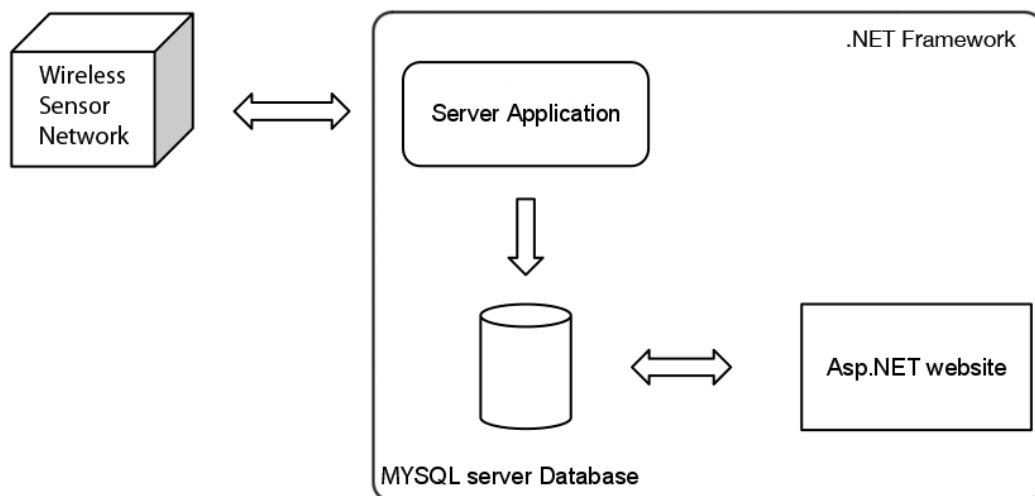 .NET Framework
Wireless
Sensor
Network
Server Application
Asp.NET website
MYSQL server Database